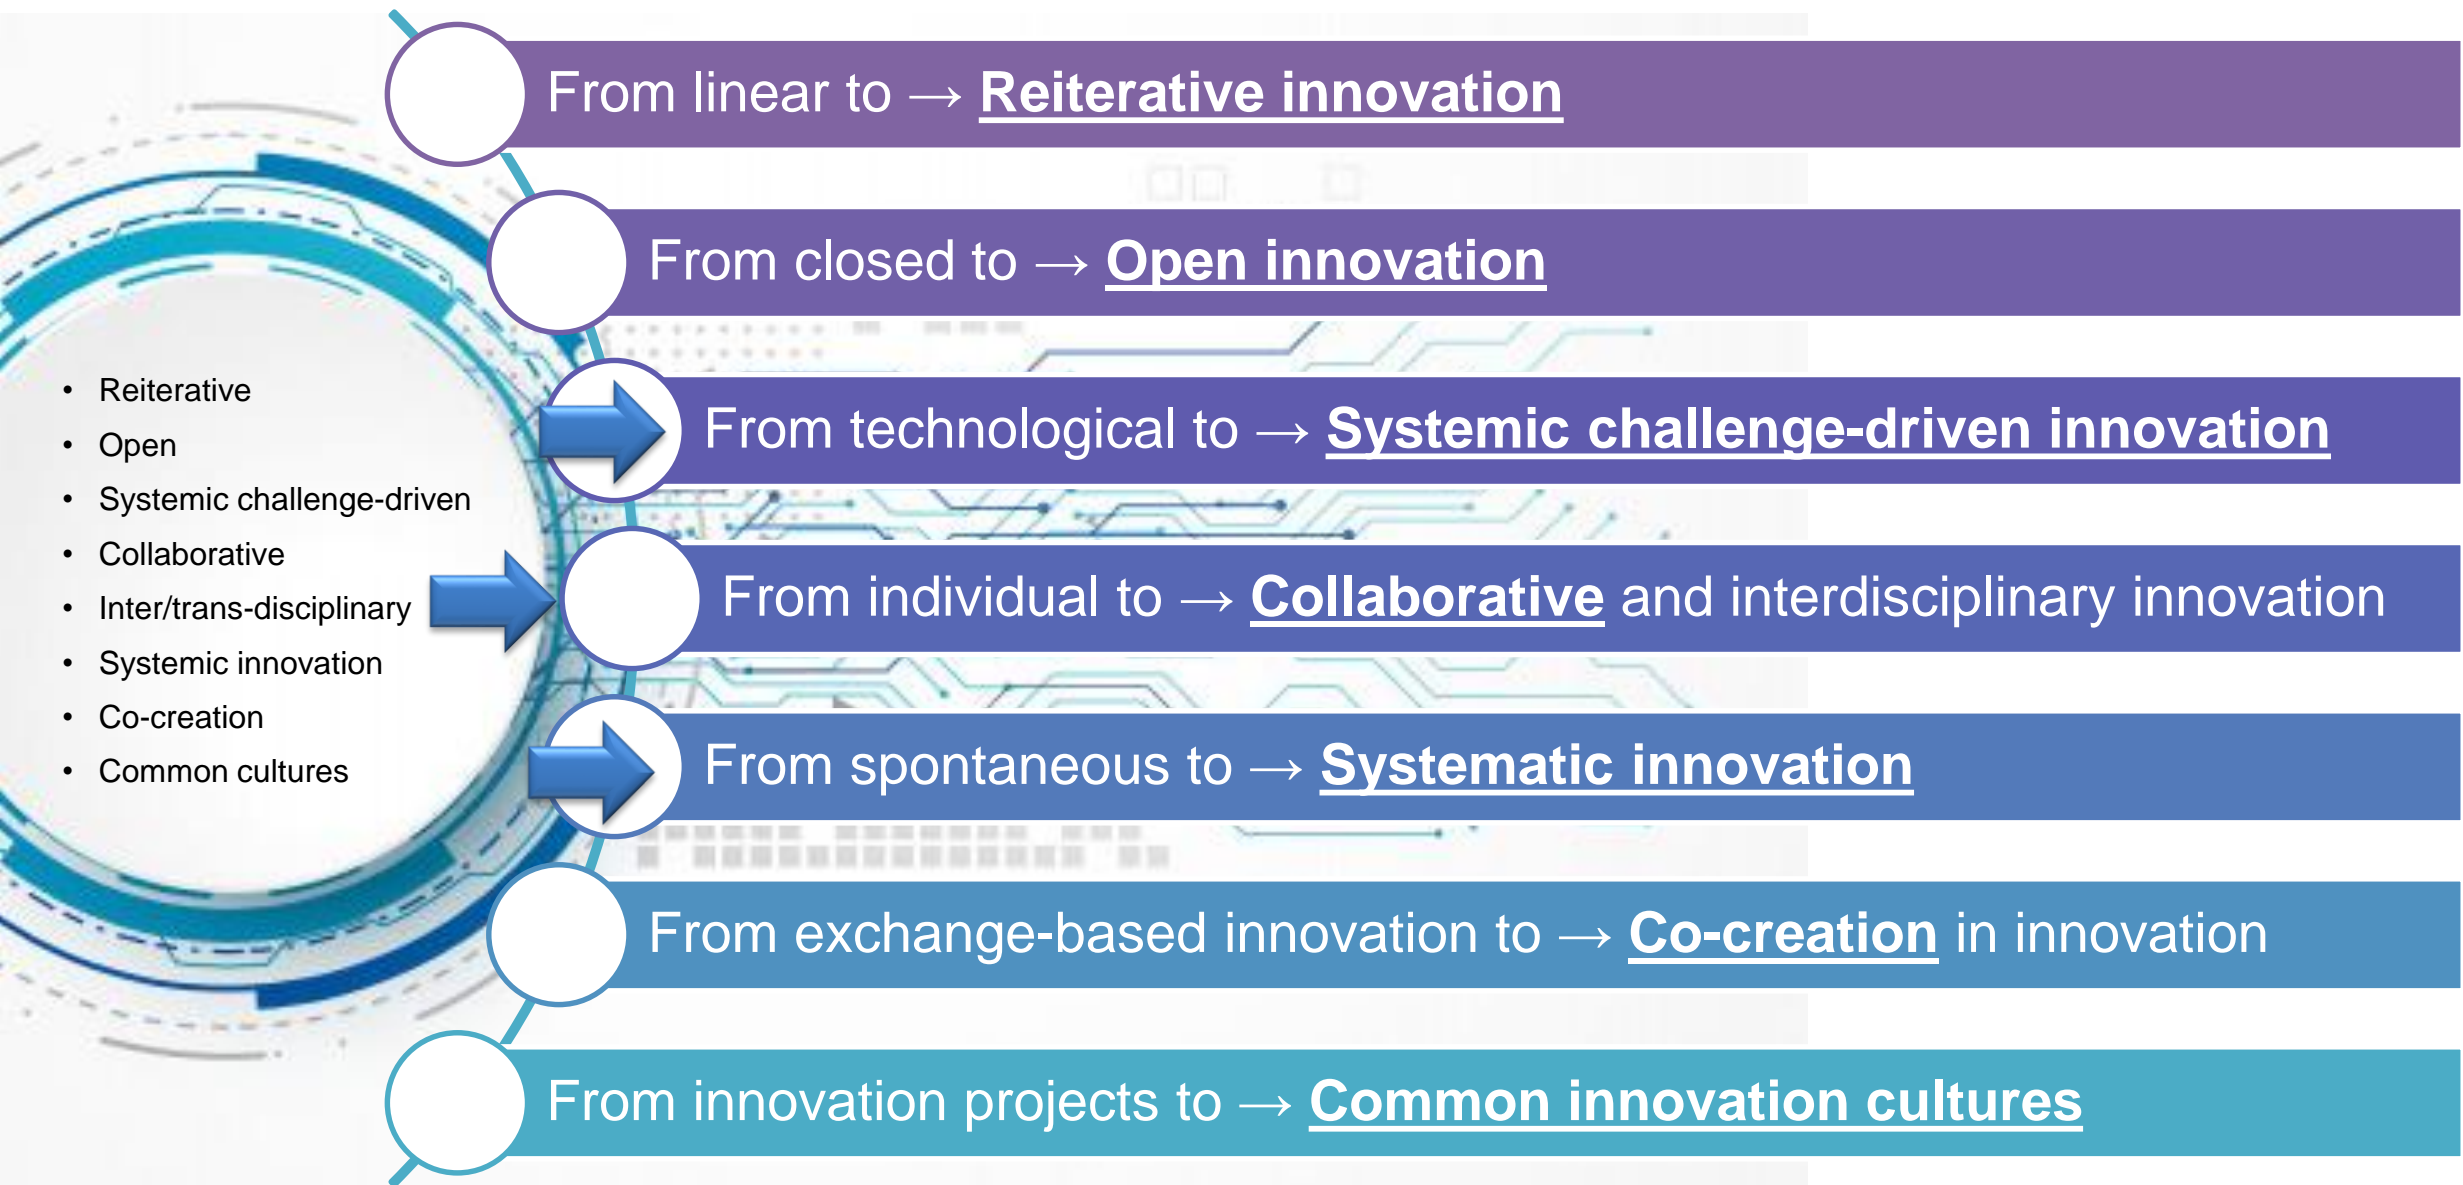 From linear to → Reiterative innovation
From closed to → Open innovation
From technological to → Systemic challenge-driven innovation
From individual to → Collaborative and interdisciplinary innovation
From spontaneous to → Systematic innovation
From exchange-based innovation to → Co-creation in innovation
From innovation projects to → Common innovation cultures
• Reiterative
• Open
• Systemic challenge-driven
• Collaborative
• Inter/trans-disciplinary
• Systemic innovation
• Co-creation
• Common cultures